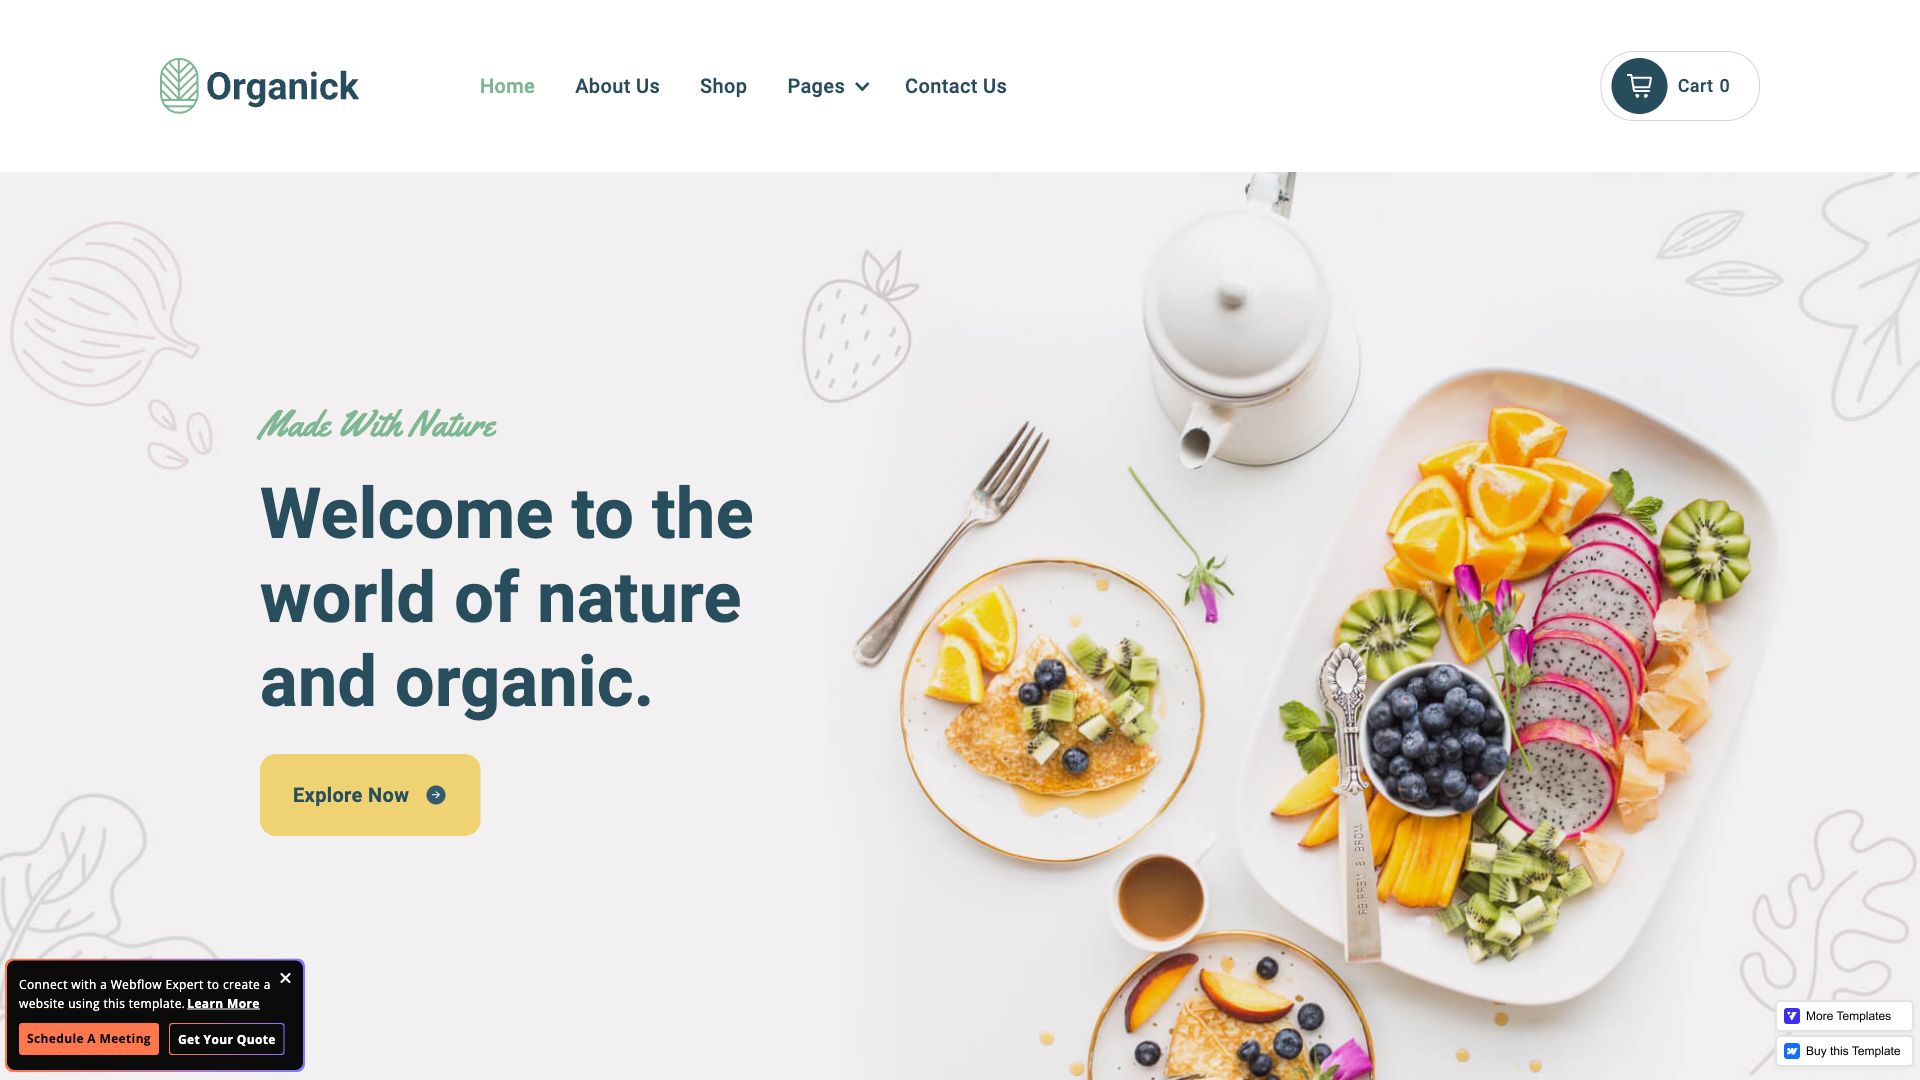 Organick
Home
About Us
Shop
Pages
Contact Us
Cart 0
Made With Nature
Welcome to the
world of nature
and organic.
Explore Now
Connect with a Webflow Expert to create a
website using this template. Learn More
Schedule A Meeting
Get Your Quote
More Templates
Buy this Template